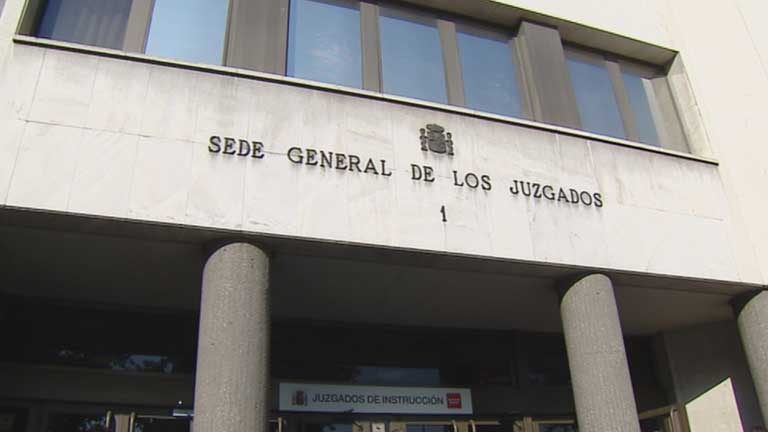 SEDE GENERAL DE LOS JUZGADOS
1
JUZGADOS DE INSTRUCCIÓN